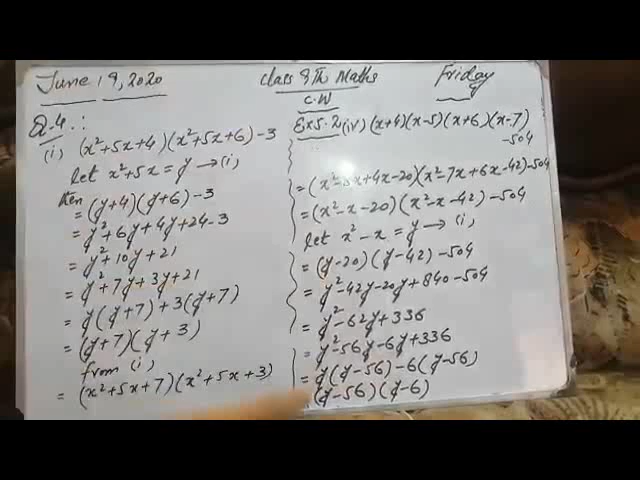 June 19, 2020 Class 9Th Maths Friday
C.W
Q.4 :
(i) (x²+5x+4)(x²+5x+6)-3
let x²+5x = y → (i)
then
= (y+4)(y+6)-3
= y²+6y+4y+24-3
= y²+10y+21
= y²+7y+3y+21
= y(y+7)+3(y+7)
= (y+7)(y+3)
from (i)
= (x²+5x+7)(x²+5x+3)
Ex 5.2 (iv) (x+4)(x-5)(x+6)(x-7)
-504
= (x²-5x+4x-20)(x²-7x+6x-42)-504
= (x²-x-20)(x²-x-42)-504
let x²-x = y → (i)
= (y-20)(y-42)-504
= y²-42y-20y+840-504
= y²-62y+336
= y²-56y-6y+336
= y(y-56)-6(y-56)
(y-56)(y-6)